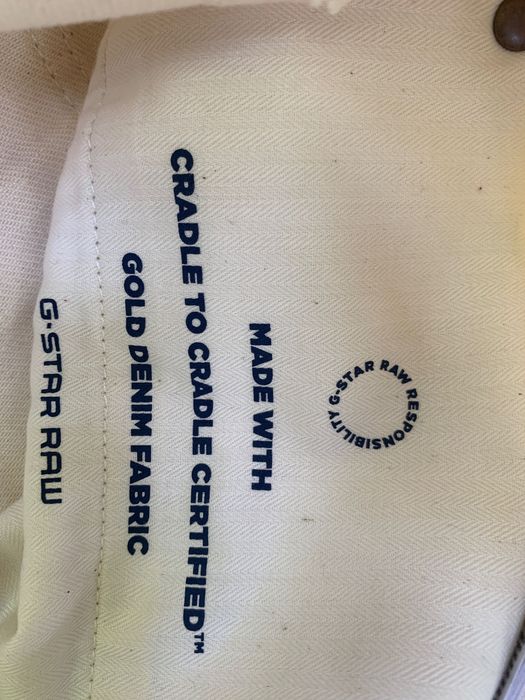 G-STAR RAW RESPONSIBILITY
MADE WITH
CRADLE TO CRADLE CERTIFIED™
GOLD DENIM FABRIC
G-STAR RAW